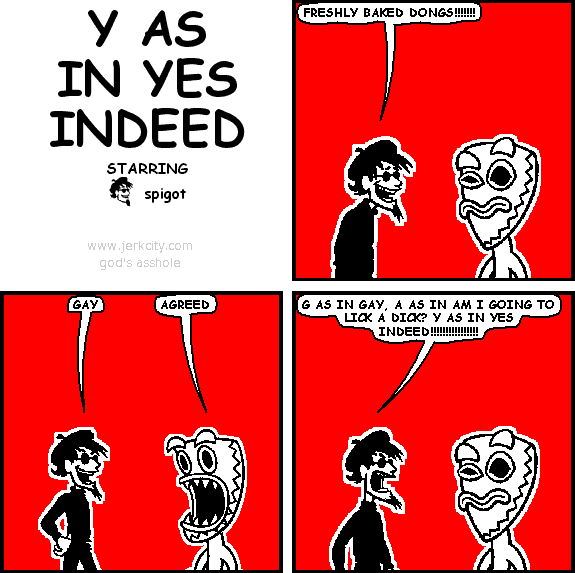 Y AS
IN YES
INDEED
STARRING
spigot
www.jerkcity.com
god's asshole
FRESHLY BAKED DONGS!!!!!!!
GAY
AGREED
G AS IN GAY, A AS IN AM I GOING TO
LICK A DICK? Y AS IN YES
INDEED!!!!!!!!!!!!!!!!!